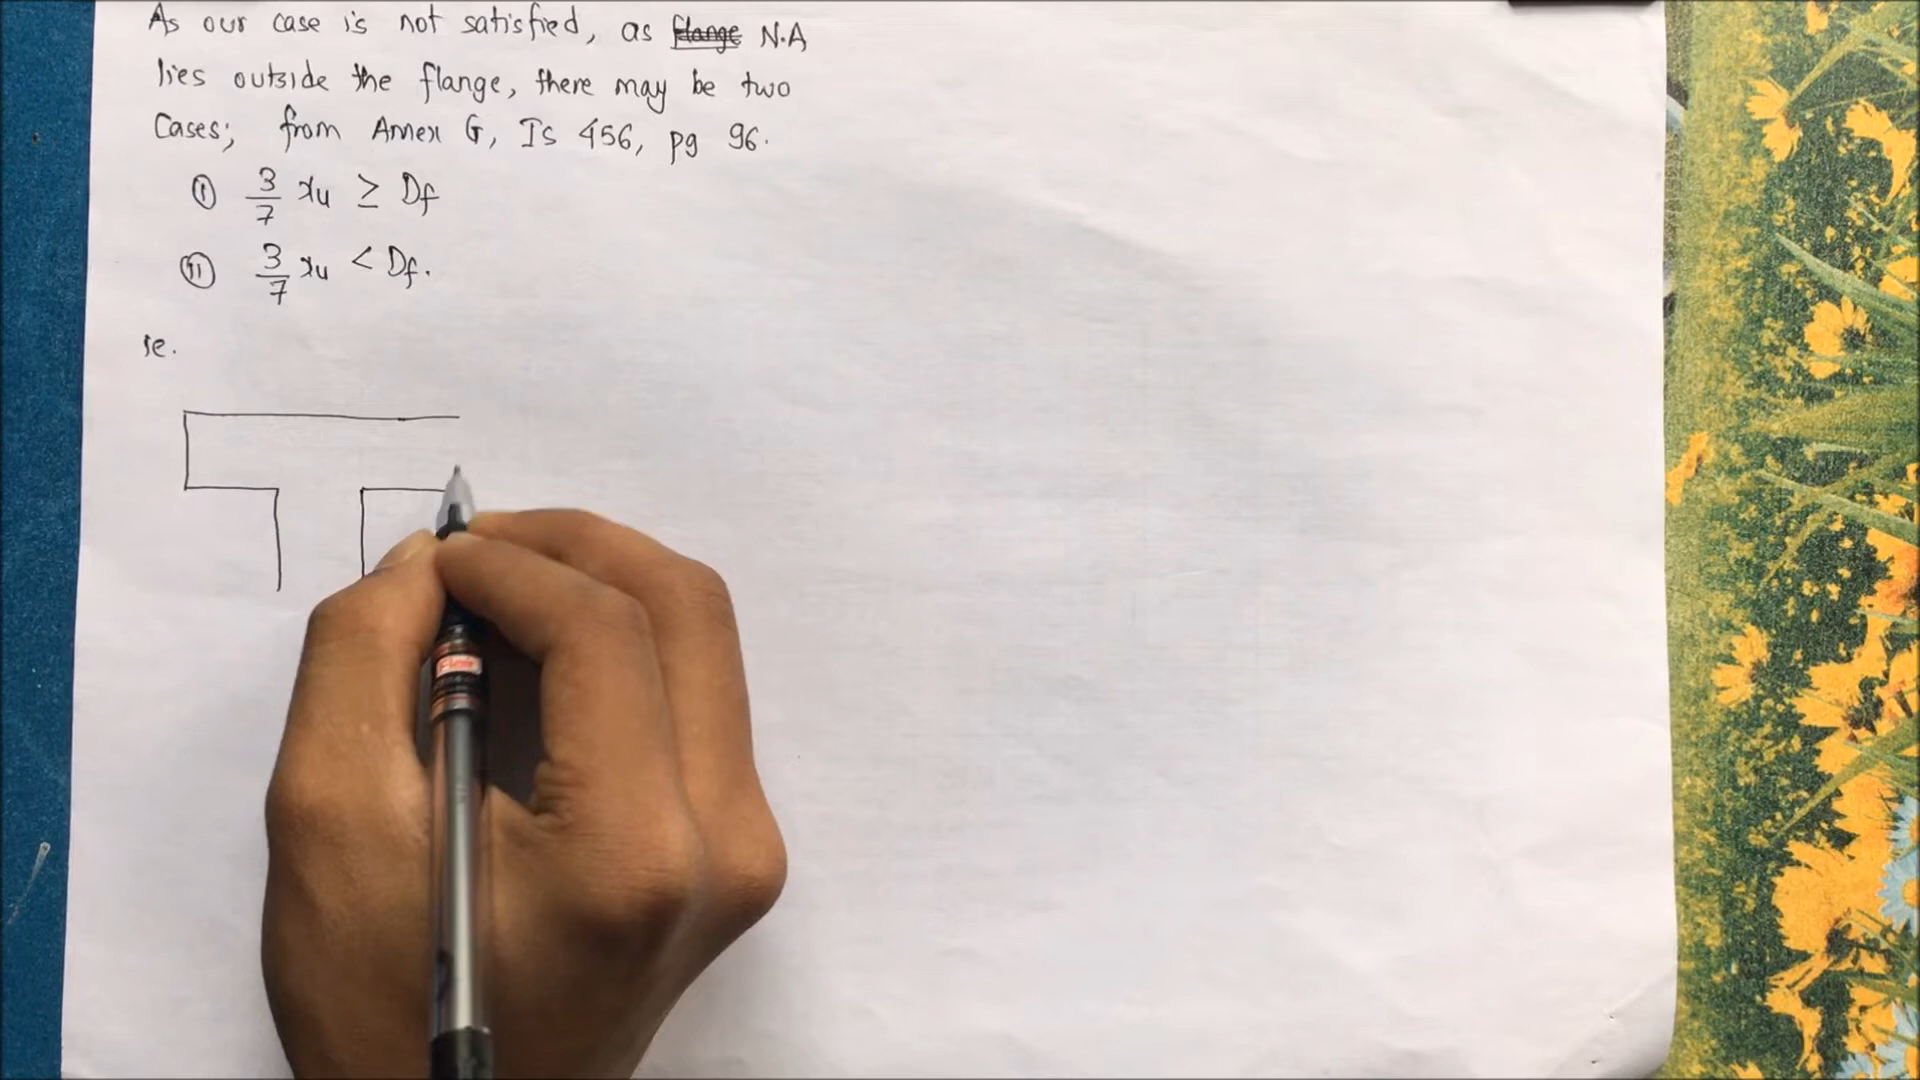 As our case is not satisfied, as flange N.A
lies outside the flange, there may be two
Cases; from Annex G, Is 456, pg 96.
(i) 3/7 xu ≥ Df
(ii) 3/7 xu < Df.
ie.
Flair